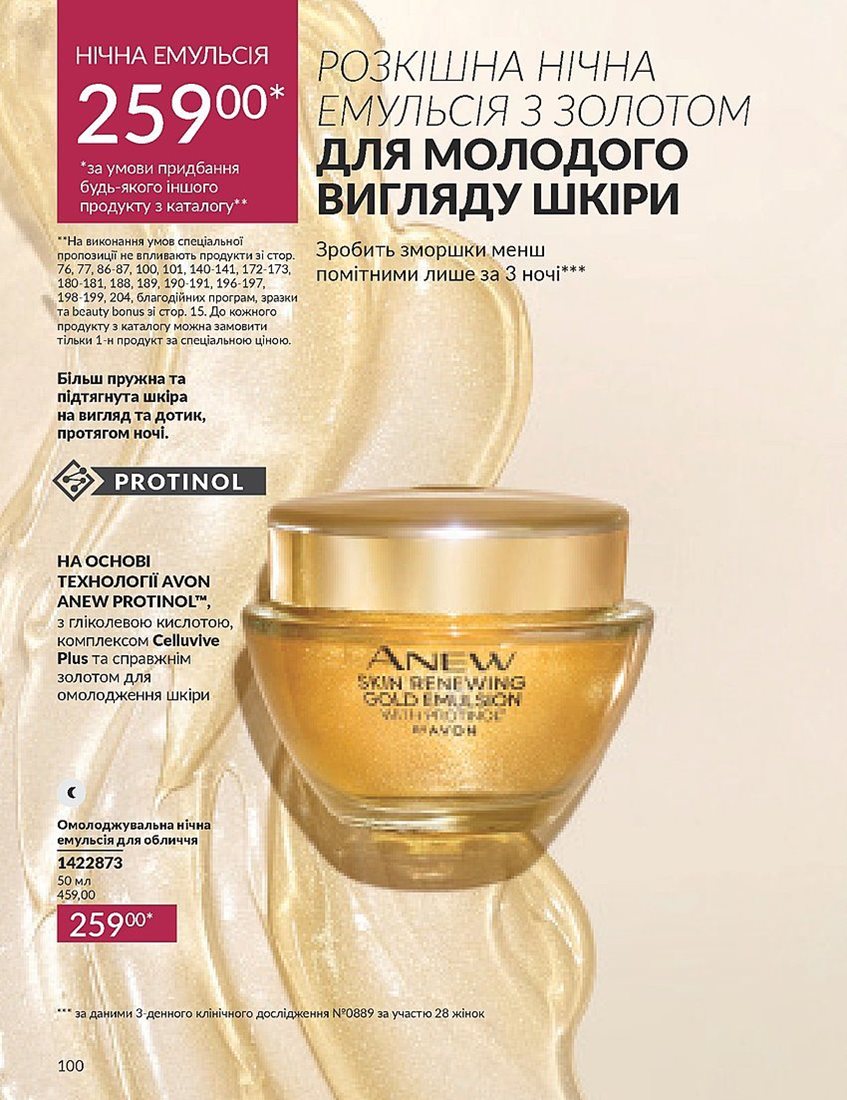 НІЧНА ЕМУЛЬСІЯ
259⁰⁰*
*за умови придбання
будь-якого іншого
продукту з каталогу**
РОЗКІШНА НІЧНА
ЕМУЛЬСІЯ З ЗОЛОТОМ
ДЛЯ МОЛОДОГО
ВИГЛЯДУ ШКІРИ
Зробить зморшки менш
помітними лише за 3 ночі***
**На виконання умов спеціальної
пропозиції не впливають продукти зі стор.
76, 77, 86-87, 100, 101, 140-141, 172-173,
180-181, 188, 189, 190-191, 196-197,
198-199, 204, благодійних програм, зразки
та beauty bonus зі стор. 15. До кожного
продукту з каталогу можна замовити
тільки 1-н продукт за спеціальною ціною.
Більш пружна та
підтягнута шкіра
на вигляд та дотик,
протягом ночі.
PROTINOL
НА ОСНОВІ
ТЕХНОЛОГІЇ AVON
ANEW PROTINOL™,
з гліколевою кислотою,
комплексом Celluvive
Plus та справжнім
золотом для
омолодження шкіри
ANEW
SKIN RENEWING
GOLD EMULSION
WITH PROTINOL
BY AVON
Омолоджувальна нічна
емульсія для обличчя
1422873
50 мл
459,00
259⁰⁰*
*** за даними 3-денного клінічного дослідження №0889 за участю 28 жінок
100